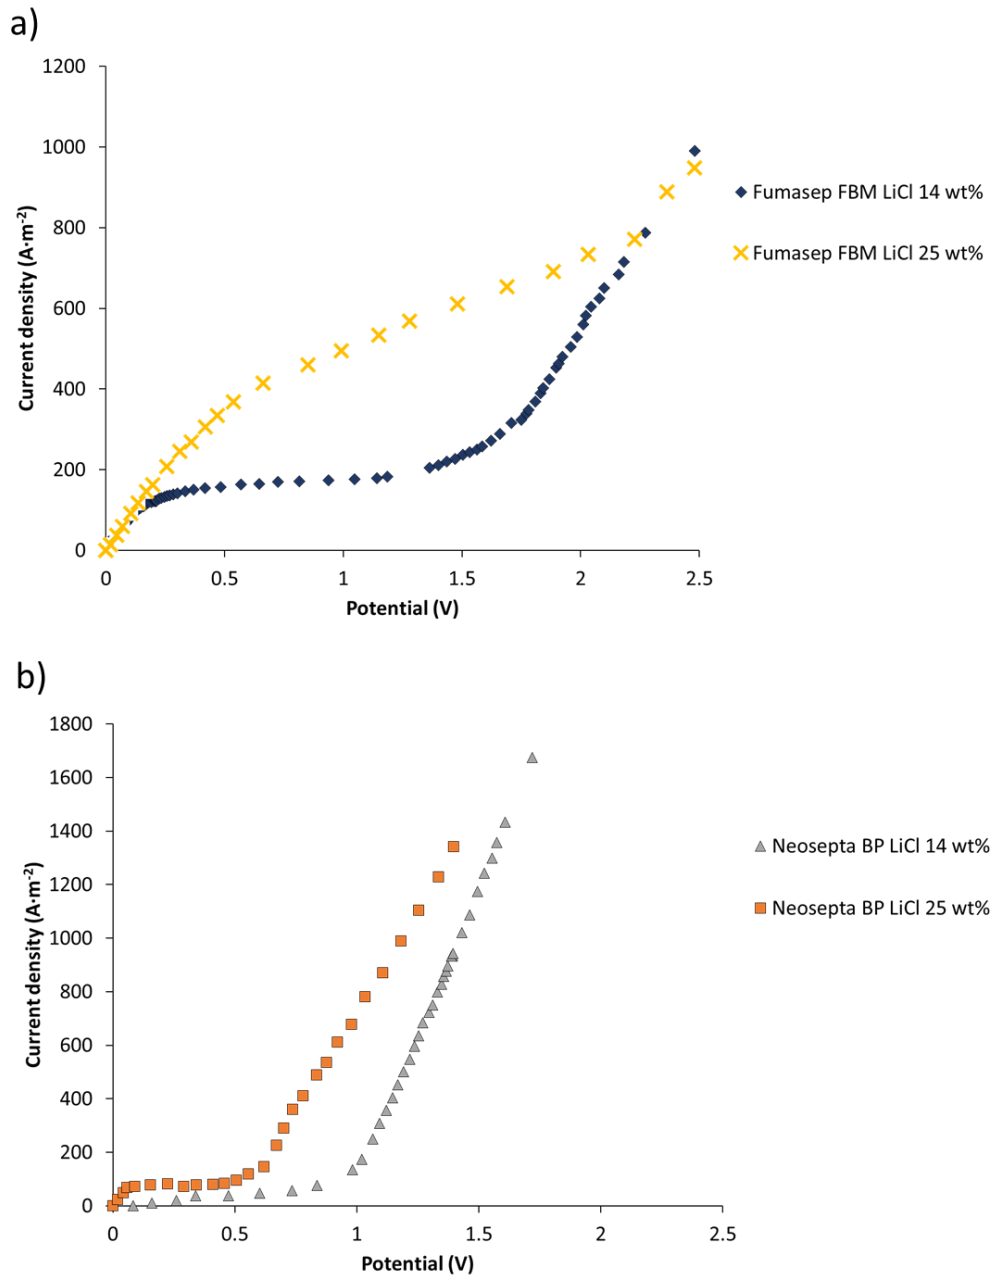 a)
1200
1000
800
600
400
200
0
Current density (A·m⁻²)
0 0.5 1 1.5 2 2.5
Potential (V)
Fumasep FBM LiCl 14 wt%
Fumasep FBM LiCl 25 wt%
b)
1800
1600
1400
1200
1000
800
600
400
200
0
Current density (A·m⁻²)
0 0.5 1 1.5 2 2.5
Potential (V)
Neosepta BP LiCl 14 wt%
Neosepta BP LiCl 25 wt%